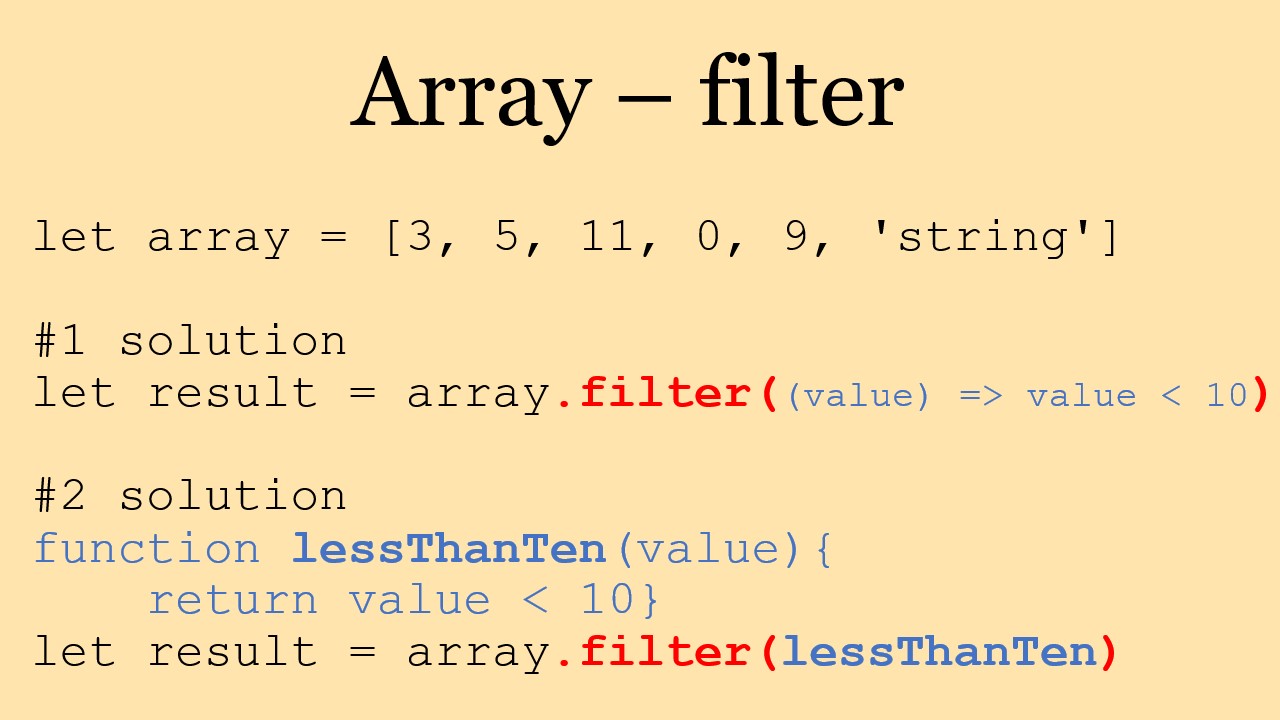 Array – filter
let array = [3, 5, 11, 0, 9, 'string']
#1 solution
let result = array.filter((value) => value < 10)
#2 solution
function lessThanTen(value){
    return value < 10}
let result = array.filter(lessThanTen)